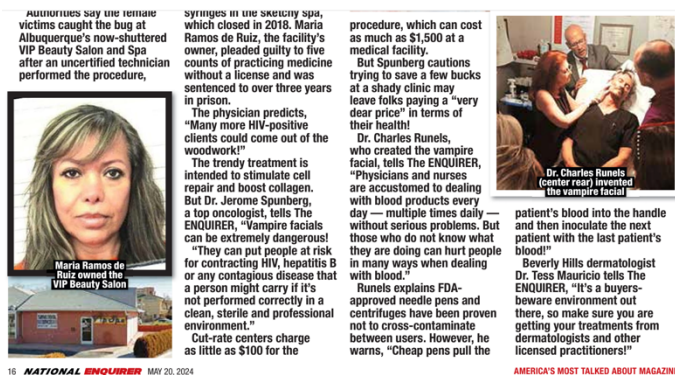 Authorities say the female
victims caught the bug at
Albuquerque's now-shuttered
VIP Beauty Salon and Spa
after an uncertified technician
performed the procedure,
Maria Ramos de
Ruiz owned the
VIP Beauty Salon
syringes in the sketchy spa,
which closed in 2018. Maria
Ramos de Ruiz, the facility's
owner, pleaded guilty to five
counts of practicing medicine
without a license and was
sentenced to over three years
in prison.
The physician predicts,
"Many more HIV-positive
clients could come out of the
woodwork!"
The trendy treatment is
intended to stimulate cell
repair and boost collagen.
But Dr. Jerome Spunberg,
a top oncologist, tells The
ENQUIRER, "Vampire facials
can be extremely dangerous!
"They can put people at risk
for contracting HIV, hepatitis B
or any contagious disease that
a person might carry if it's
not performed correctly in a
clean, sterile and professional
environment."
Cut-rate centers charge
as little as $100 for the
procedure, which can cost
as much as $1,500 at a
medical facility.
But Spunberg cautions
trying to save a few bucks
at a shady clinic may
leave folks paying a "very
dear price" in terms of
their health!
Dr. Charles Runels,
who created the vampire
facial, tells The ENQUIRER,
"Physicians and nurses
are accustomed to dealing
with blood products every
day — multiple times daily —
without serious problems. But
those who do not know what
they are doing can hurt people
in many ways when dealing
with blood."
Runels explains FDA-
approved needle pens and
centrifuges have been proven
not to cross-contaminate
between users. However, he
warns, "Cheap pens pull the
Dr. Charles Runels
(center rear) invented
the vampire facial
patient's blood into the handle
and then inoculate the next
patient with the last patient's
blood!"
Beverly Hills dermatologist
Dr. Tess Mauricio tells The
ENQUIRER, "It's a buyers-
beware environment out
there, so make sure you are
getting your treatments from
dermatologists and other
licensed practitioners!"
16 NATIONAL ENQUIRER MAY 20, 2024
AMERICA'S MOST TALKED ABOUT MAGAZINE